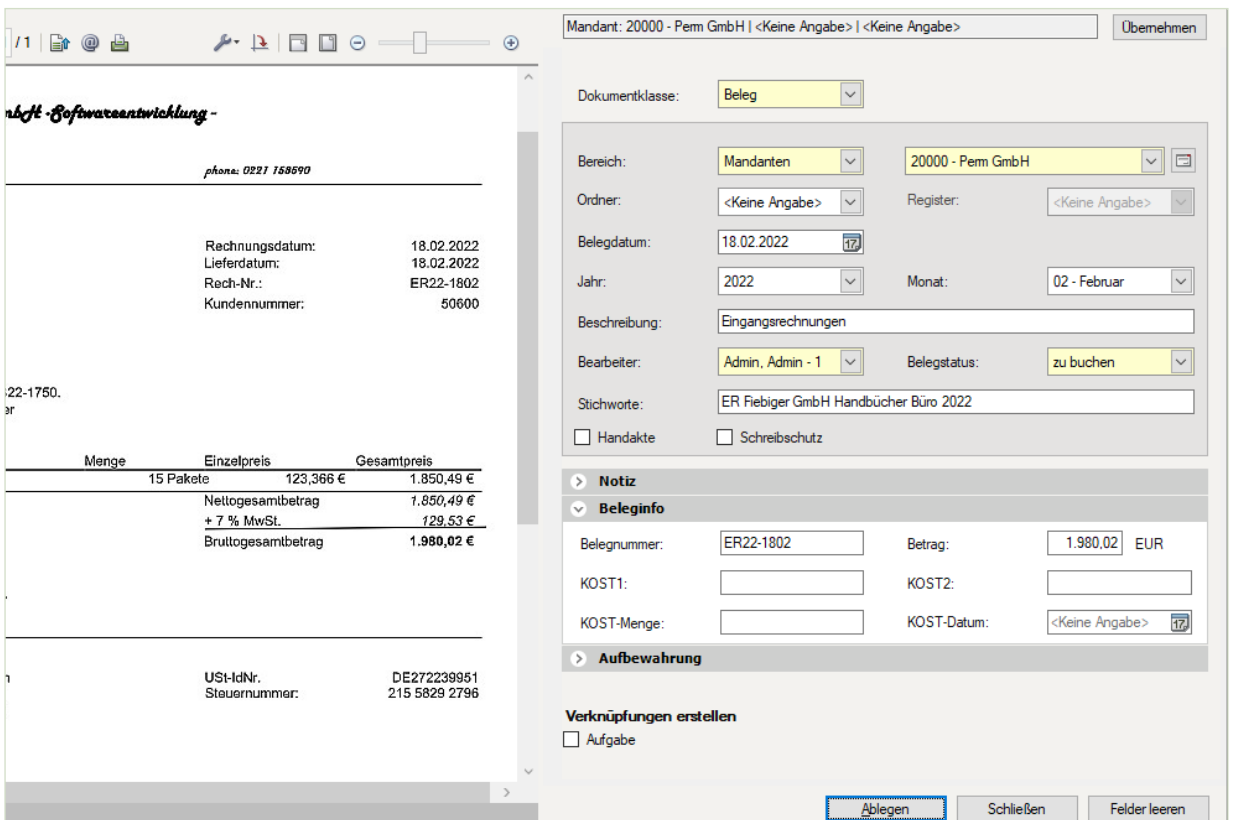 / 1
mbH -Softwareentwicklung -
phone: 0221 158690
Rechnungsdatum: 18.02.2022
Lieferdatum: 18.02.2022
Rech-Nr.: ER22-1802
Kundennummer: 50600
22-1750.
er
Menge Einzelpreis Gesamtpreis
15 Pakete 123,366 € 1.850,49 €
Nettogesamtbetrag 1.850,49 €
+ 7 % MwSt. 129,53 €
Bruttogesamtbetrag 1.980,02 €
USt-IdNr. DE272239951
Steuernummer: 215 5829 2796
Mandant: 20000 - Perm GmbH | <Keine Angabe> | <Keine Angabe> Übernehmen
Dokumentklasse: Beleg
Bereich: Mandanten 20000 - Perm GmbH
Ordner: <Keine Angabe> Register: <Keine Angabe>
Belegdatum: 18.02.2022 17
Jahr: 2022 Monat: 02 - Februar
Beschreibung: Eingangsrechnungen
Bearbeiter: Admin, Admin - 1 Belegstatus: zu buchen
Stichworte: ER Fiebiger GmbH Handbücher Büro 2022
Handakte Schreibschutz
Notiz
Beleginfo
Belegnummer: ER22-1802 Betrag: 1.980,02 EUR
KOST1: KOST2:
KOST-Menge: KOST-Datum: <Keine Angabe> 17
Aufbewahrung
Verknüpfungen erstellen
Aufgabe
Ablegen Schließen Felder leeren